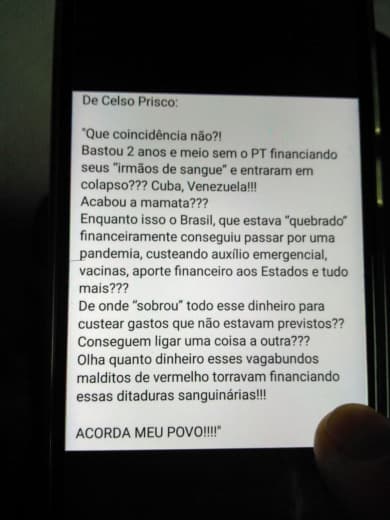 De Celso Prisco:
"Que coincidência não?!
Bastou 2 anos e meio sem o PT financiando
seus “irmãos de sangue” e entraram em
colapso??? Cuba, Venezuela!!!
Acabou a mamata???
Enquanto isso o Brasil, que estava “quebrado”
financeiramente conseguiu passar por uma
pandemia, custeando auxílio emergencial,
vacinas, aporte financeiro aos Estados e tudo
mais???
De onde “sobrou” todo esse dinheiro para
custear gastos que não estavam previstos??
Conseguem ligar uma coisa a outra???
Olha quanto dinheiro esses vagabundos
malditos de vermelho torravam financiando
essas ditaduras sanguinárias!!!
ACORDA MEU POVO!!!!"